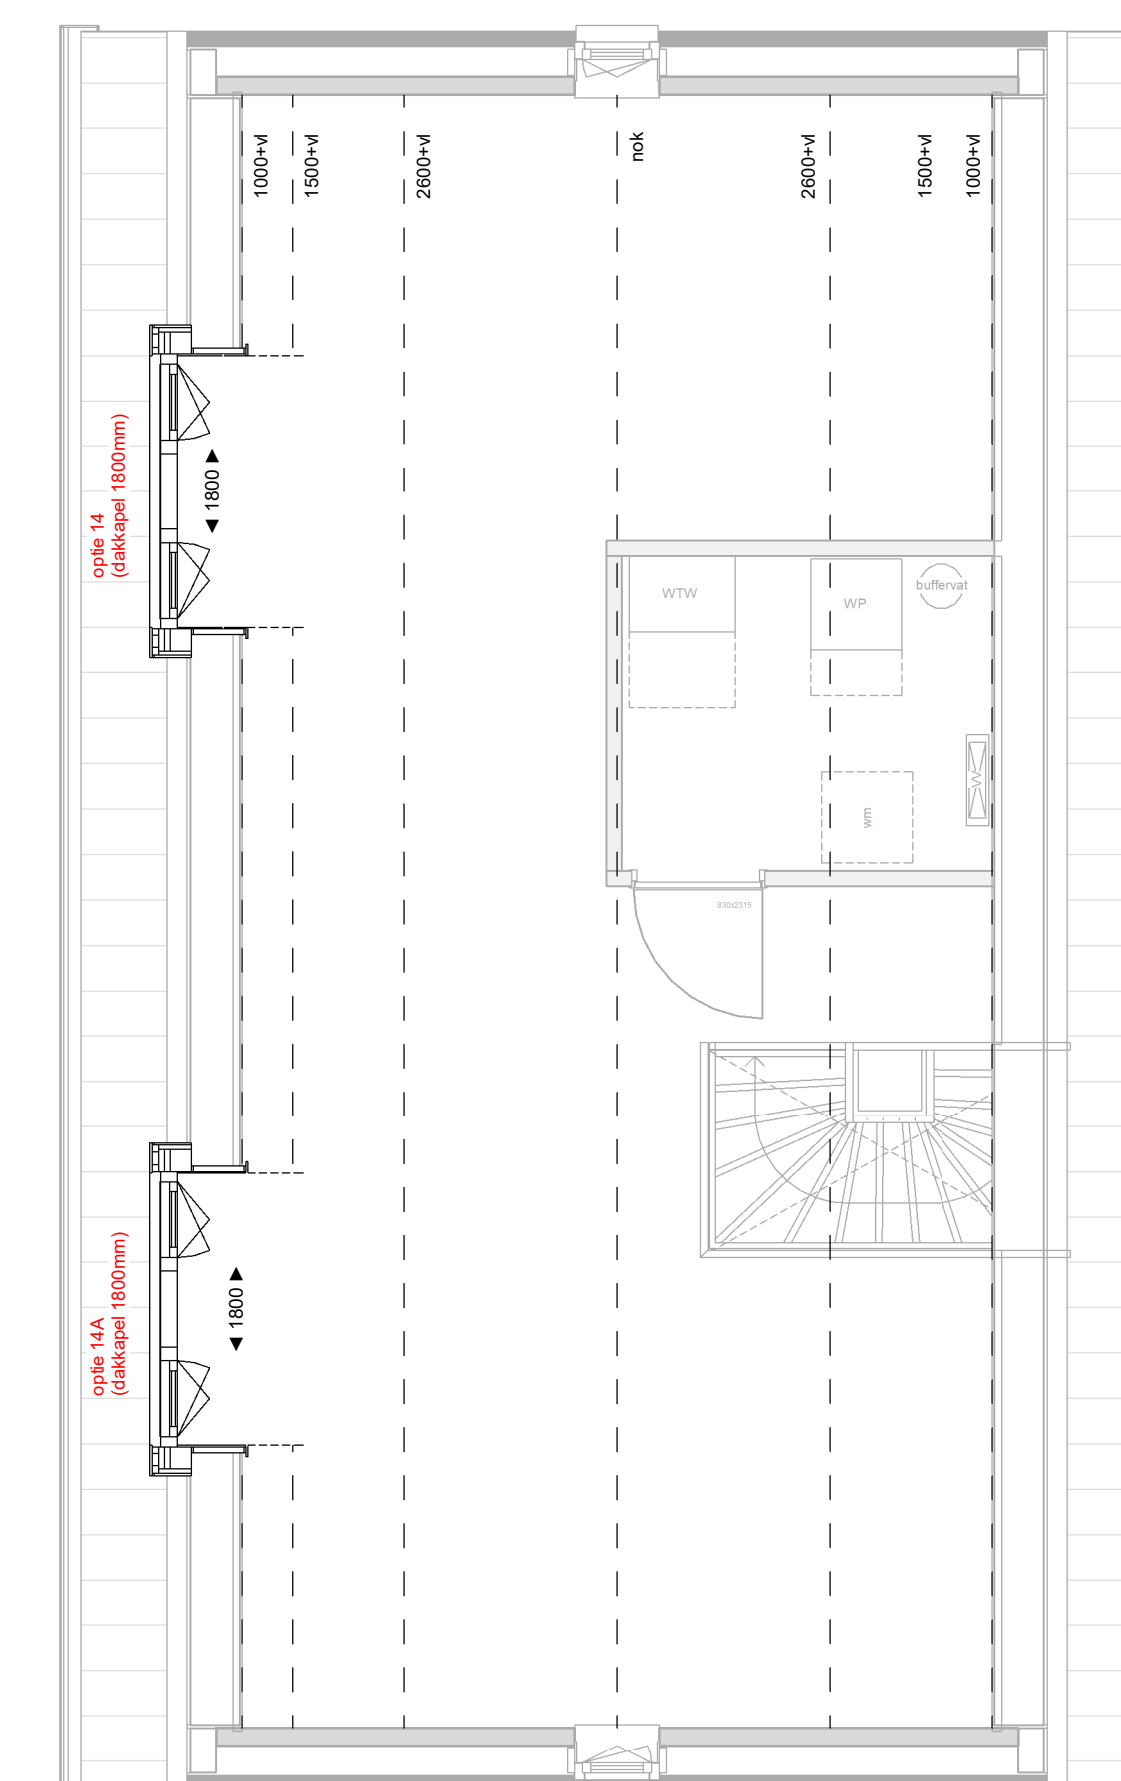 1000+vl
1500+vl
2600+vl
nok
2600+vl
1500+vl
1000+vl
optie 14
(dakkapel 1800mm)
1800
WTW
WP
buffervat
W
wm
830x2315
optie 14A
(dakkapel 1800mm)
1800